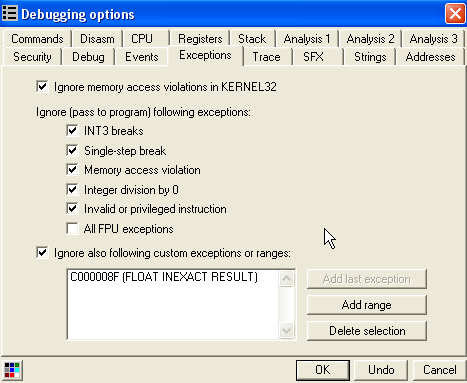 Debugging options
Commands Disasm CPU Registers Stack Analysis 1 Analysis 2 Analysis 3
Security Debug Events Exceptions Trace SFX Strings Addresses
Ignore memory access violations in KERNEL32
Ignore (pass to program) following exceptions:
INT3 breaks
Single-step break
Memory access violation
Integer division by 0
Invalid or privileged instruction
All FPU exceptions
Ignore also following custom exceptions or ranges:
C000008F (FLOAT INEXACT RESULT)
Add last exception
Add range
Delete selection
OK Undo Cancel